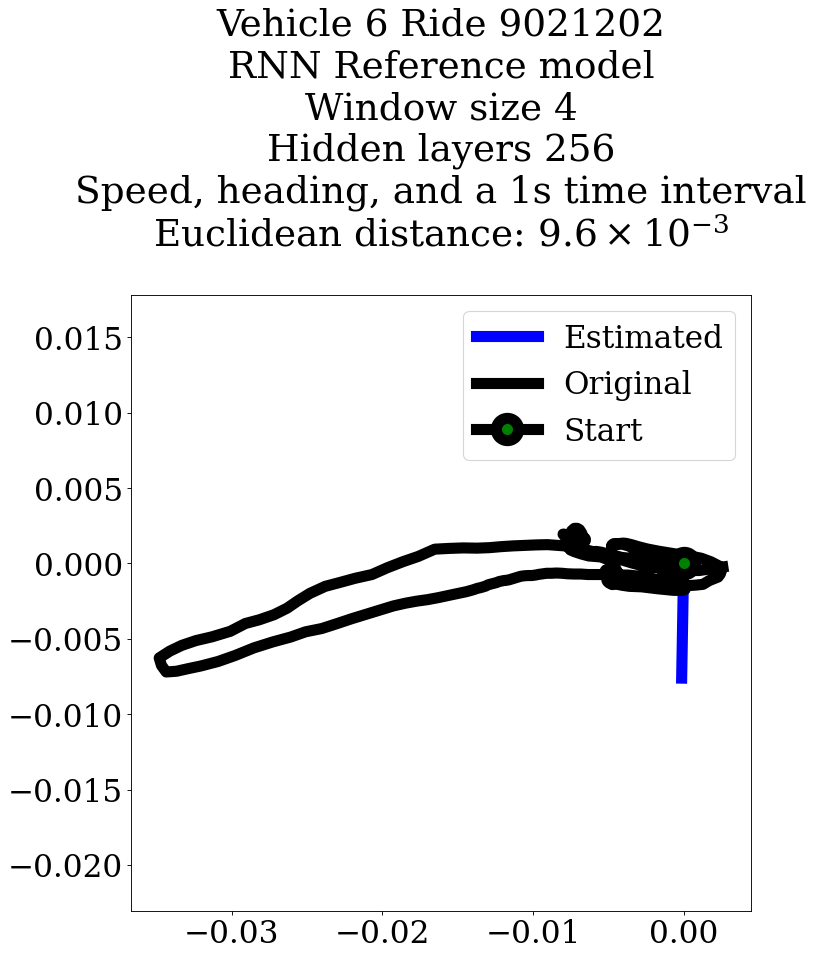 Vehicle 6 Ride 9021202
RNN Reference model
Window size 4
Hidden layers 256
Speed, heading, and a 1s time interval
Euclidean distance: 9.6 × 10⁻³
Estimated
Original
Start
0.015
0.010
0.005
0.000
−0.005
−0.010
−0.015
−0.020
−0.03 −0.02 −0.01 0.00